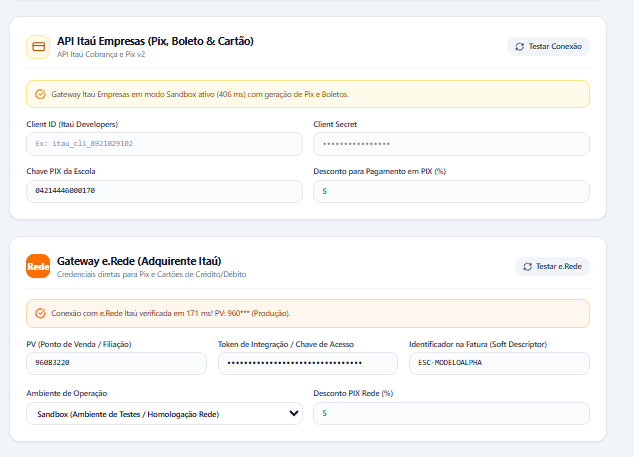 API Itaú Empresas (Pix, Boleto & Cartão)
API Itaú Cobrança e Pix v2
Testar Conexão
Gateway Itaú Empresas em modo Sandbox ativo (406 ms) com geração de Pix e Boletos.
Client ID (Itaú Developers)
Client Secret
Ex: itau_cli_8921029102
••••••••••••••••
Chave PIX da Escola
Desconto para Pagamento em PIX (%)
04214446000170
5
Rede
Gateway e.Rede (Adquirente Itaú)
Credenciais diretas para Pix e Cartões de Crédito/Débito
Testar e.Rede
Conexão com e.Rede Itaú verificada em 171 ms! PV: 960*** (Produção).
PV (Ponto de Venda / Filiação)
Token de Integração / Chave de Acesso
Identificador na Fatura (Soft Descriptor)
96083220
••••••••••••••••••••••••••••••••
ESC-MODELOALPHA
Ambiente de Operação
Desconto PIX Rede (%)
Sandbox (Ambiente de Testes / Homologação Rede)
5